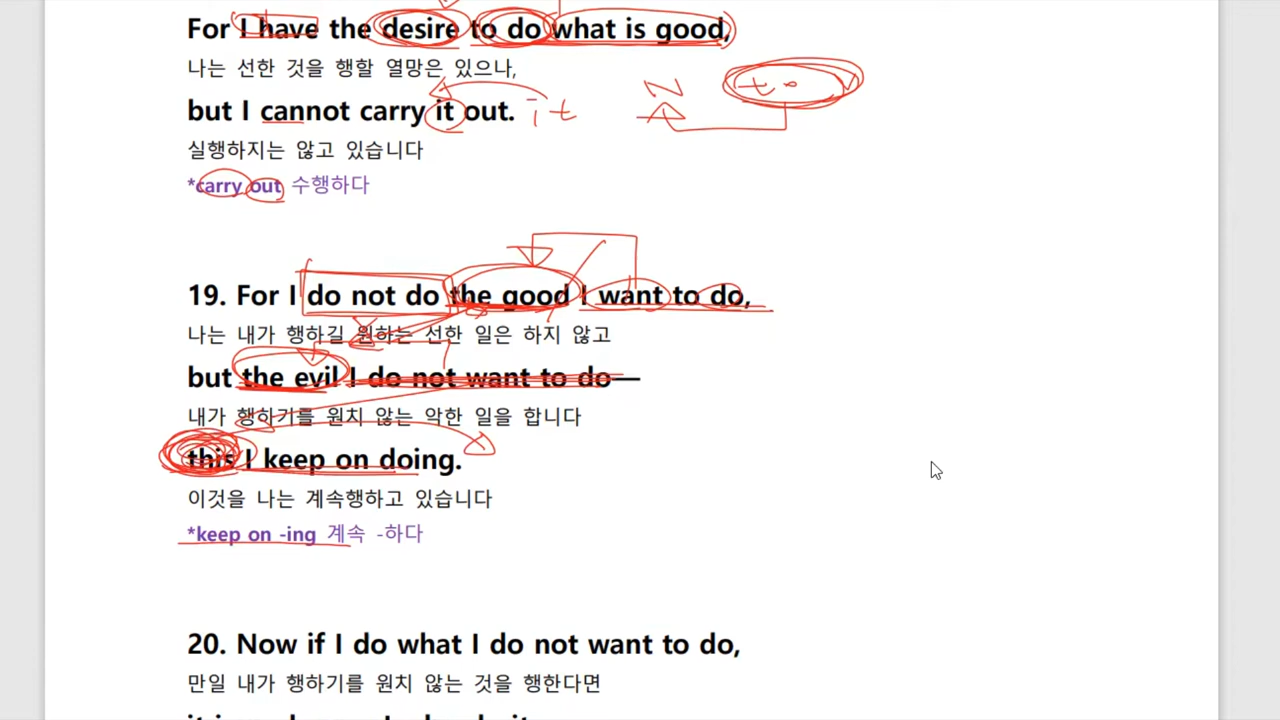 For I have the desire to do what is good,
나는 선한 것을 행할 열망은 있으나,
but I cannot carry it out. it N to V
실행하지는 않고 있습니다
*carry out 수행하다
19. For I do not do the good I want to do,
나는 내가 행하길 원하는 선한 일은 하지 않고
but the evil I do not want to do—
내가 행하기를 원치 않는 악한 일을 합니다
this I keep on doing.
이것을 나는 계속행하고 있습니다
*keep on -ing 계속 -하다
20. Now if I do what I do not want to do,
만일 내가 행하기를 원치 않는 것을 행한다면